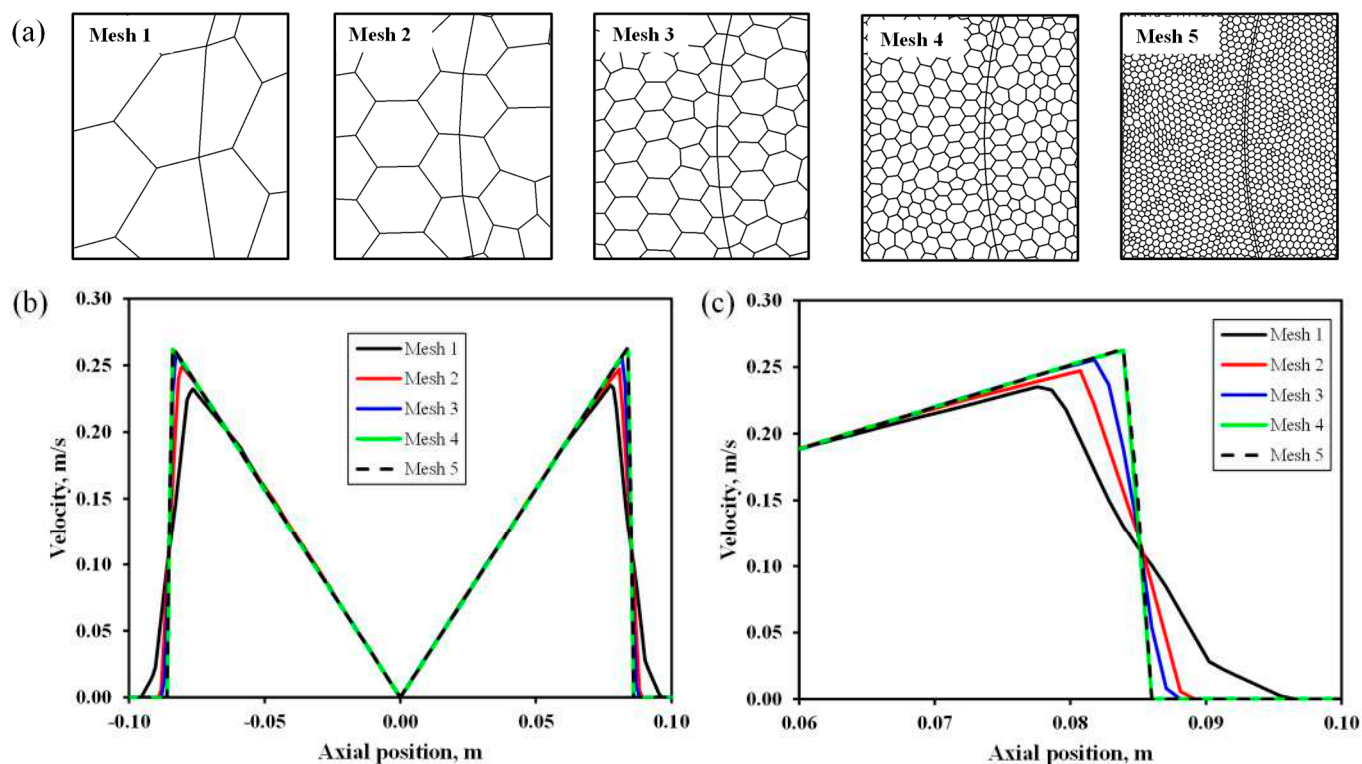 (a)
Mesh 1
Mesh 2
Mesh 3
Mesh 4
Mesh 5
(b)
0.30
0.25
0.20
0.15
0.10
0.05
0.00
Velocity, m/s
-0.10
-0.05
0.00
0.05
0.10
Axial position, m
Mesh 1
Mesh 2
Mesh 3
Mesh 4
Mesh 5
(c)
0.30
0.25
0.20
0.15
0.10
0.05
0.00
Velocity, m/s
0.06
0.07
0.08
0.09
0.10
Axial position, m
Mesh 1
Mesh 2
Mesh 3
Mesh 4
Mesh 5